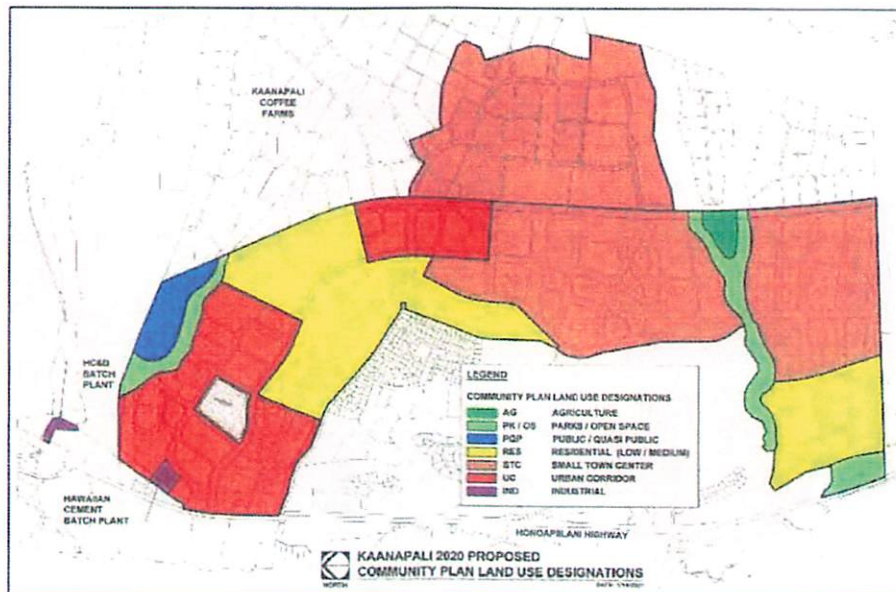 KAANAPALI
COFFEE
FARMS
HC&D
BATCH
PLANT
HAWAIIAN
CEMENT
BATCH PLANT
LEGEND
COMMUNITY PLAN LAND USE DESIGNATIONS
AG AGRICULTURE
PK / OS PARKS / OPEN SPACE
PQP PUBLIC / QUASI PUBLIC
RES RESIDENTIAL (LOW / MEDIUM)
STC SMALL TOWN CENTER
UC URBAN CORRIDOR
IND INDUSTRIAL
HONOAPIILANI HIGHWAY
KAANAPALI 2020 PROPOSED
COMMUNITY PLAN LAND USE DESIGNATIONS
NORTH
DATE: